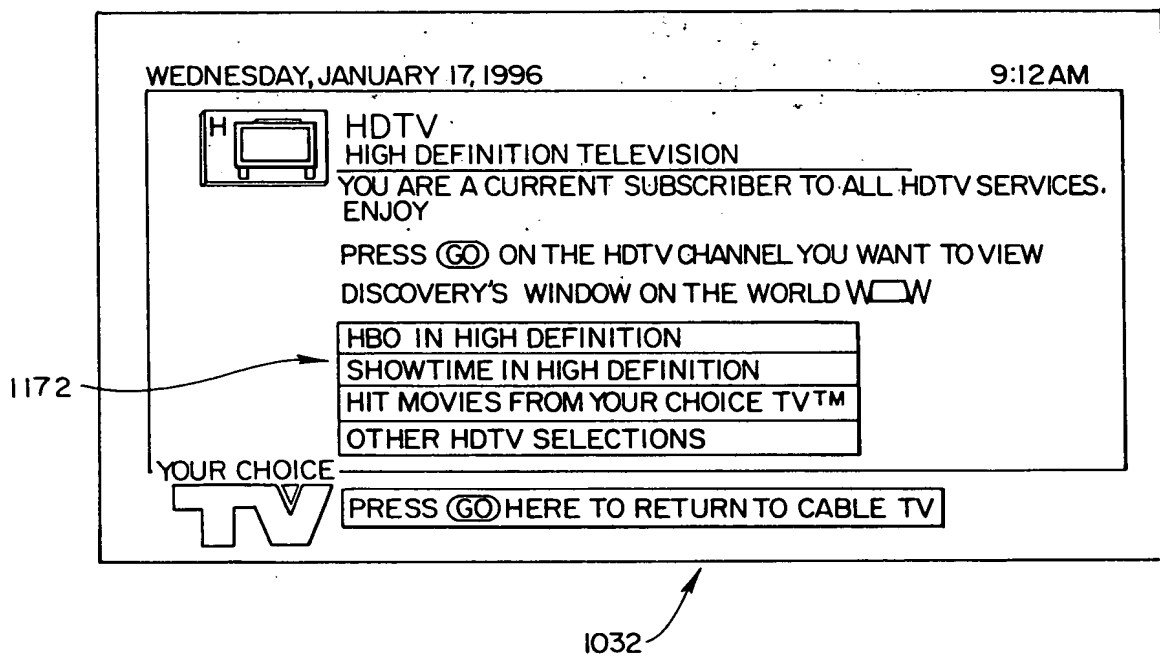 WEDNESDAY, JANUARY 17, 1996 9:12 AM
H
HDTV
HIGH DEFINITION TELEVISION
YOU ARE A CURRENT SUBSCRIBER TO ALL HDTV SERVICES.
ENJOY
PRESS GO ON THE HDTV CHANNEL YOU WANT TO VIEW
DISCOVERY'S WINDOW ON THE WORLD WOW
HBO IN HIGH DEFINITION
SHOWTIME IN HIGH DEFINITION
1172
HIT MOVIES FROM YOUR CHOICE TV™
OTHER HDTV SELECTIONS
YOUR CHOICE
TV
PRESS GO HERE TO RETURN TO CABLE TV
1032